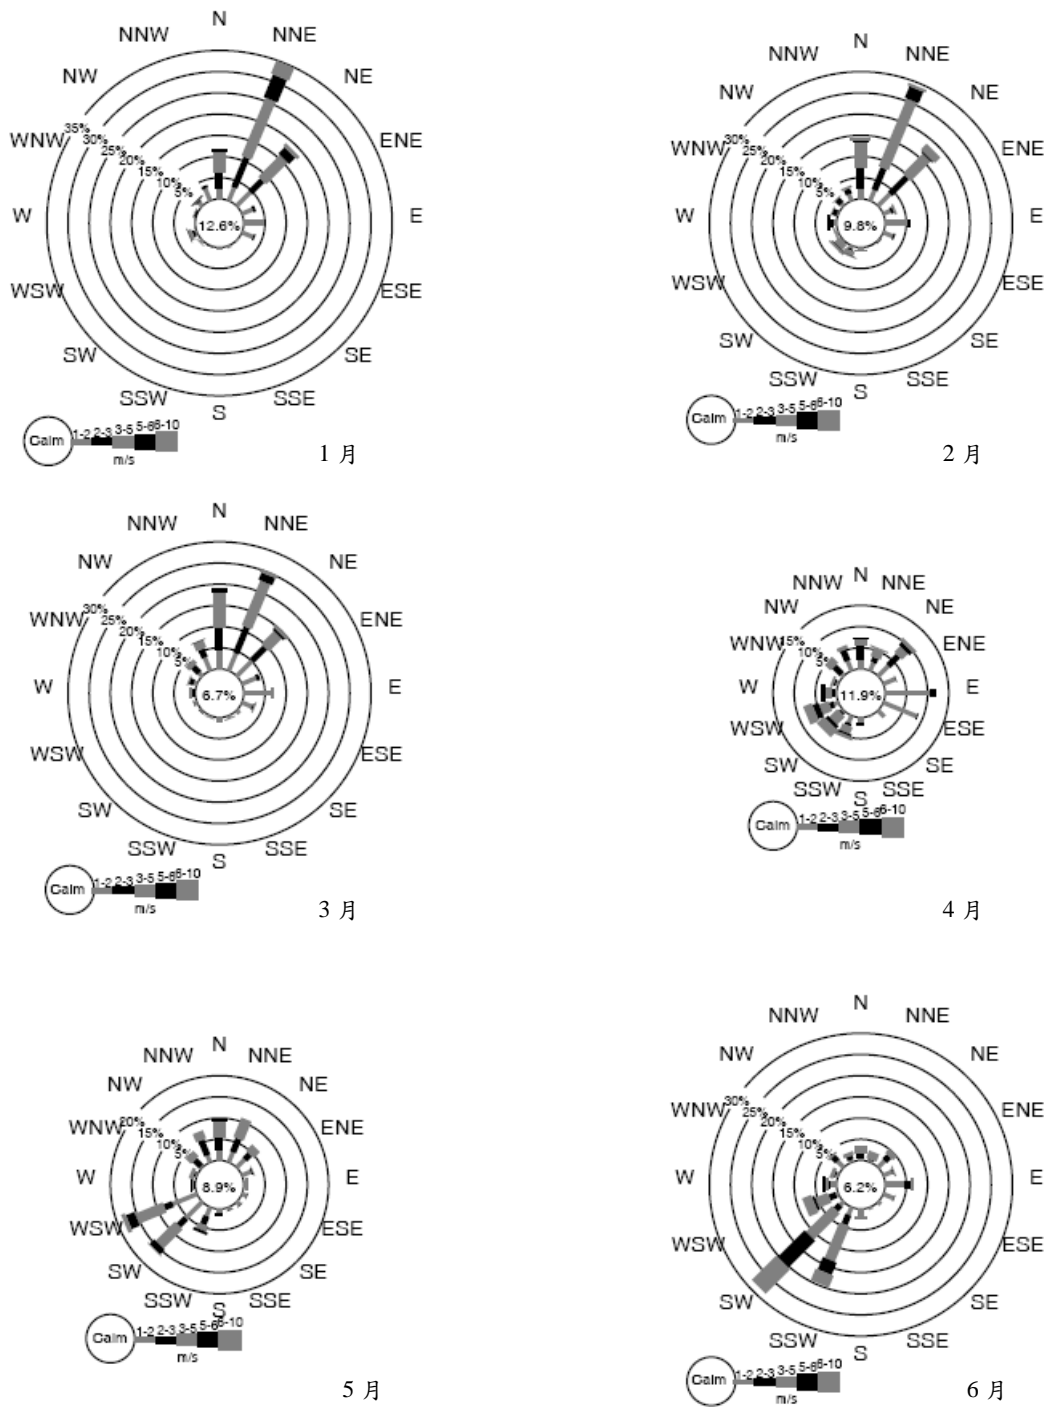 N
NNW
NNE
NW
NE
WNW
35%
30%
25%
20%
15%
10%
5%
ENE
W
12.6%
E
WSW
ESE
SW
SE
SSW
S
SSE
Calm
1-2 2-3 3-5 5-6 6-10
m/s
1 月
N
NNW
NNE
NW
NE
WNW
30%
25%
20%
15%
10%
5%
ENE
W
9.8%
E
WSW
ESE
SW
SE
SSW
S
SSE
Calm
1-2 2-3 3-5 5-6 6-10
m/s
2 月
N
NNW
NNE
NW
NE
WNW
30%
25%
20%
15%
10%
5%
ENE
W
6.7%
E
WSW
ESE
SW
SE
SSW
S
SSE
Calm
1-2 2-3 3-5 5-6 6-10
m/s
3 月
N
NNW
NNE
NW
NE
WNW
15%
10%
5%
ENE
W
11.9%
E
WSW
ESE
SW
SE
SSW
S
SSE
Calm
1-2 2-3 3-5 5-6 6-10
m/s
4 月
N
NNW
NNE
NW
NE
WNW
20%
15%
10%
5%
ENE
W
8.9%
E
WSW
ESE
SW
SE
SSW
S
SSE
Calm
1-2 2-3 3-5 5-6 6-10
m/s
5 月
N
NNW
NNE
NW
NE
WNW
30%
25%
20%
15%
10%
5%
ENE
W
6.2%
E
WSW
ESE
SW
SE
SSW
S
SSE
Calm
1-2 2-3 3-5 5-6 6-10
m/s
6 月